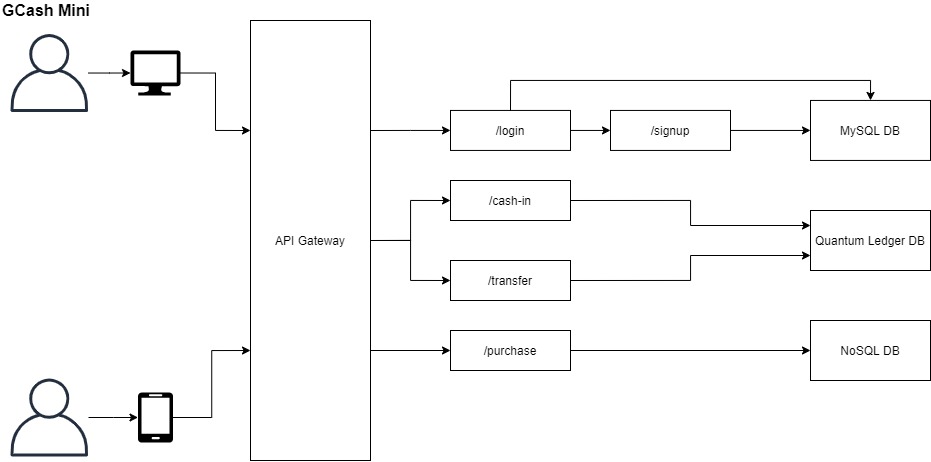 GCash Mini
/login
/signup
MySQL DB
/cash-in
API Gateway
Quantum Ledger DB
/transfer
/purchase
NoSQL DB